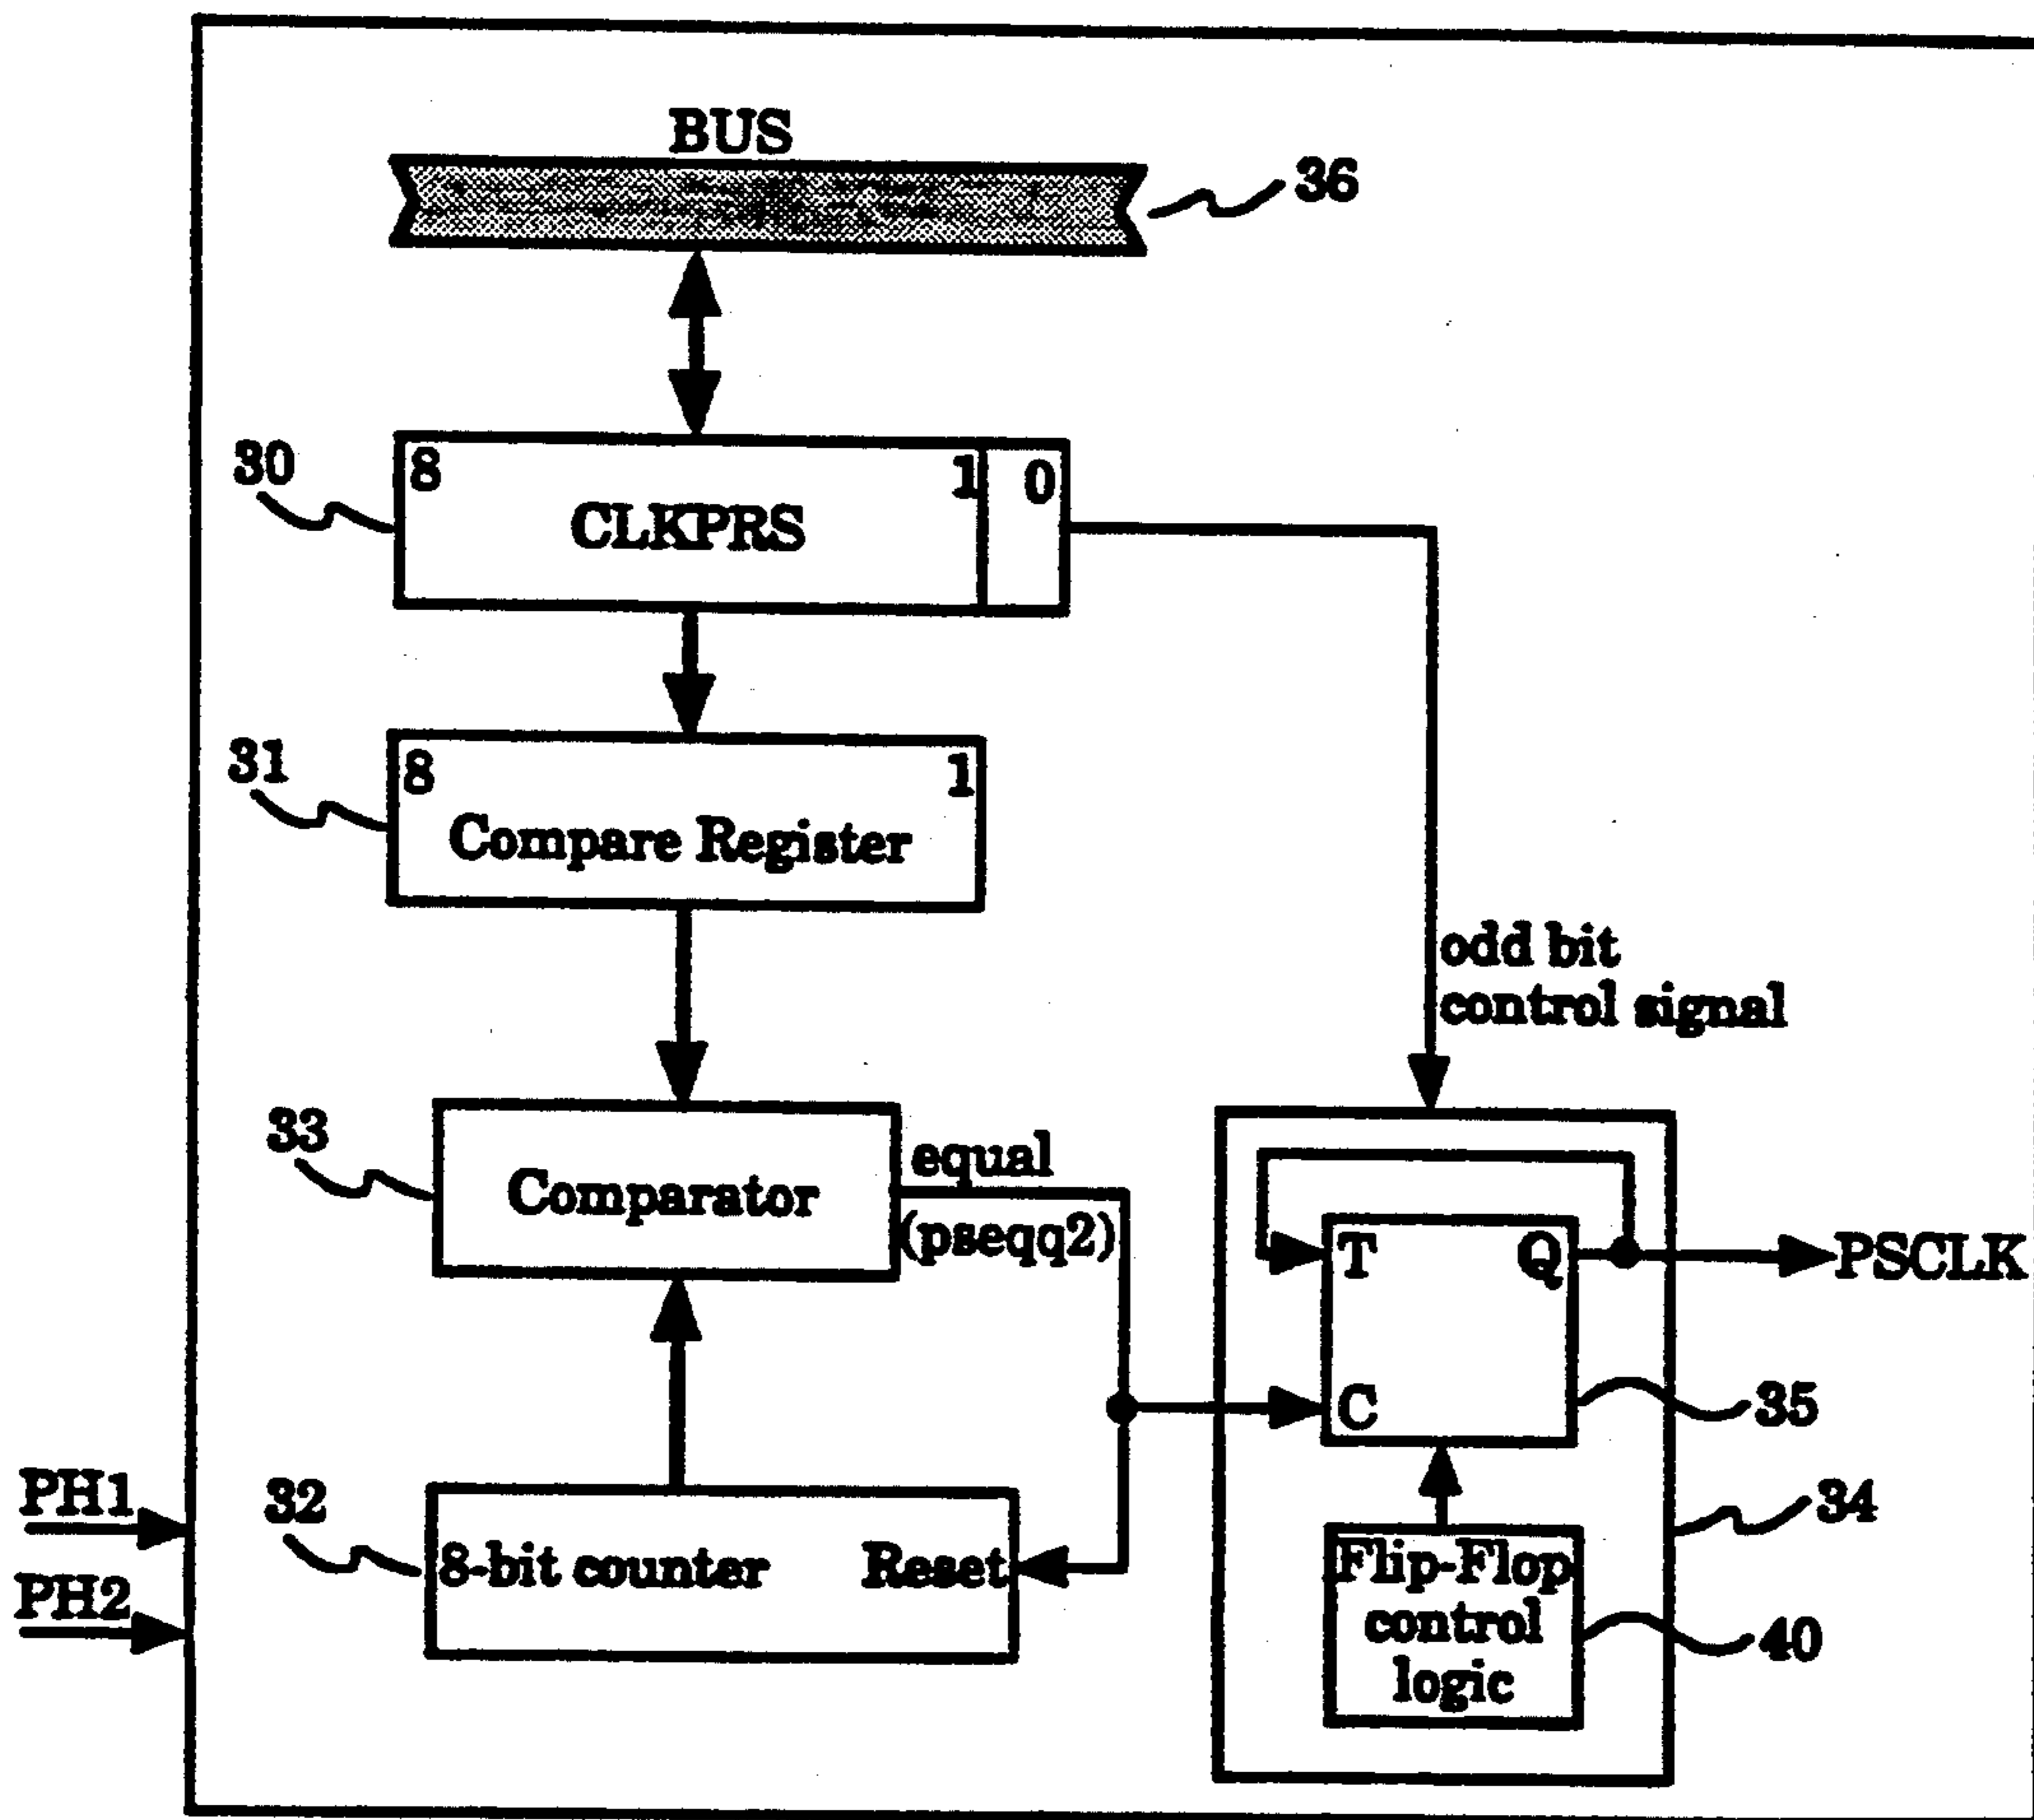 BUS
36
30
8
1
0
CLKPRS
31
8
1
Compare Register
odd bit
control signal
33
Comparator
equal
(pseqq2)
T
Q
PSCLK
C
35
PH1
32
8-bit counter
Reset
34
PH2
Flip-Flop
control
logic
40